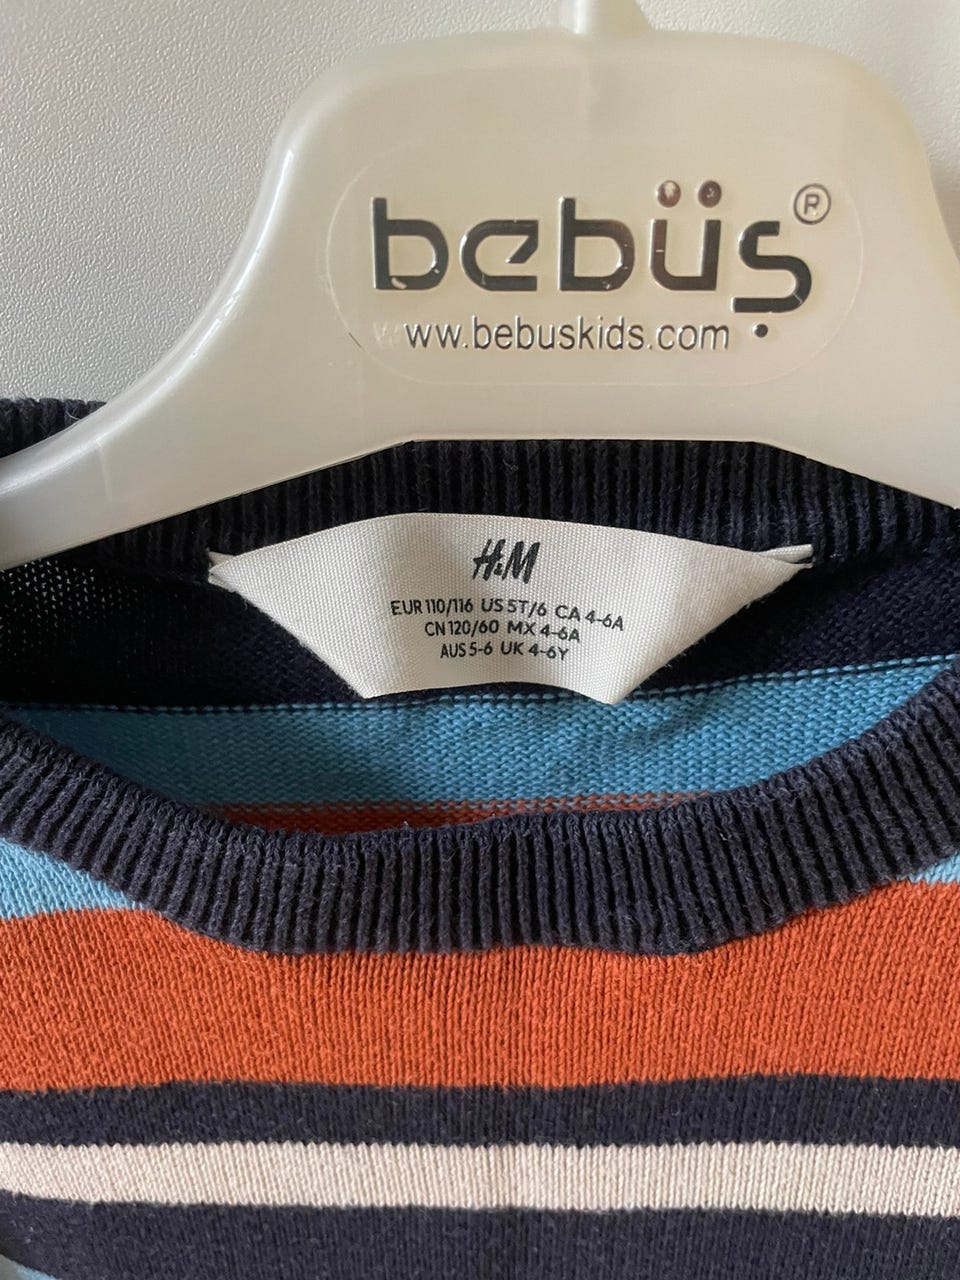 bebüş®
www.bebuskids.com
H&M
EUR 110/116 US 5T/6 CA 4-6A
CN 120/60 MX 4-6A
AUS 5-6 UK 4-6Y